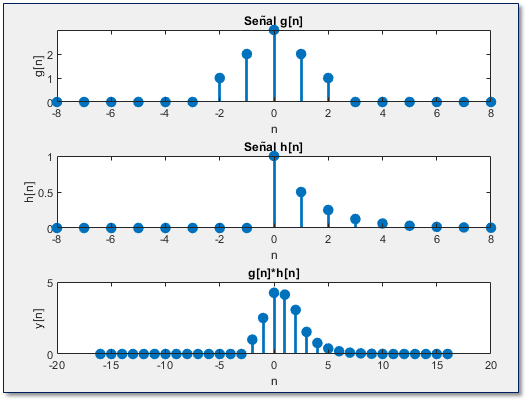 Señal g[n]
g[n]
2
1
0
-8 -6 -4 -2 0 2 4 6 8
n
Señal h[n]
h[n]
1
0.5
0
-8 -6 -4 -2 0 2 4 6 8
n
g[n]*h[n]
y[n]
5
0
-20 -15 -10 -5 0 5 10 15 20
n